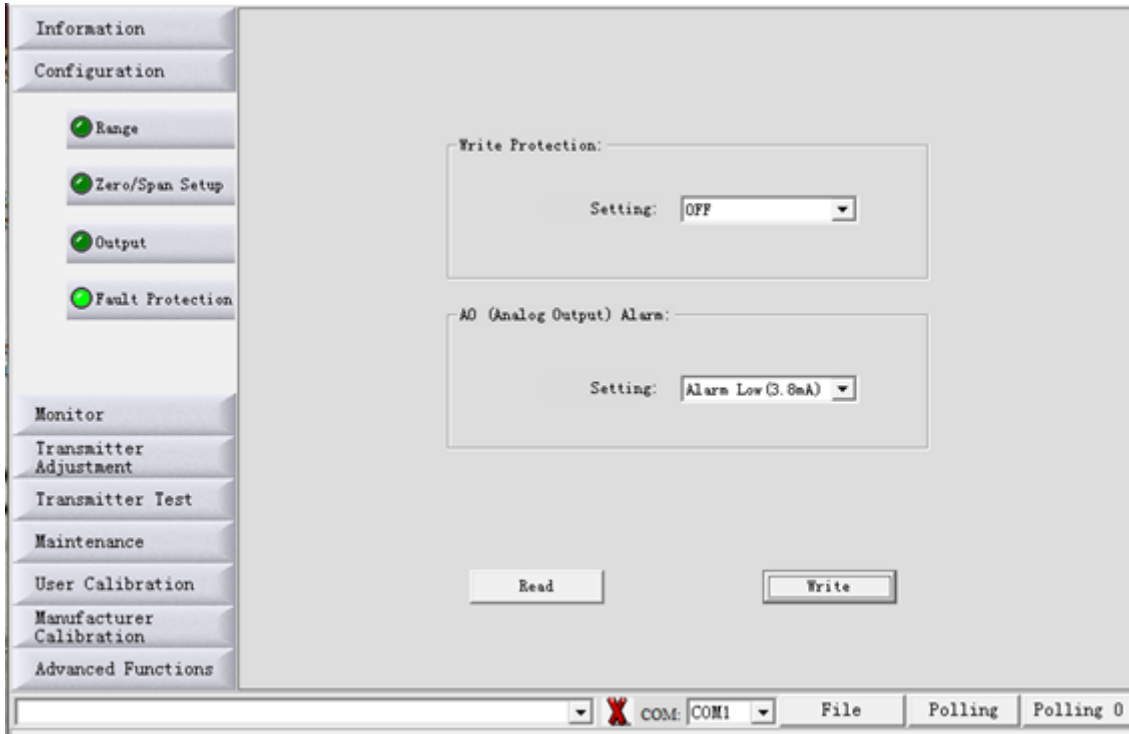 Information
Configuration
Range
Zero/Span Setup
Output
Fault Protection
Monitor
Transmitter
Adjustment
Transmitter Test
Maintenance
User Calibration
Manufacturer
Calibration
Advanced Functions
Write Protection:
Setting: OFF
AO (Analog Output) Alarm:
Setting: Alarm Low(3.8mA)
Read Write
COM: COM1 File Polling Polling 0